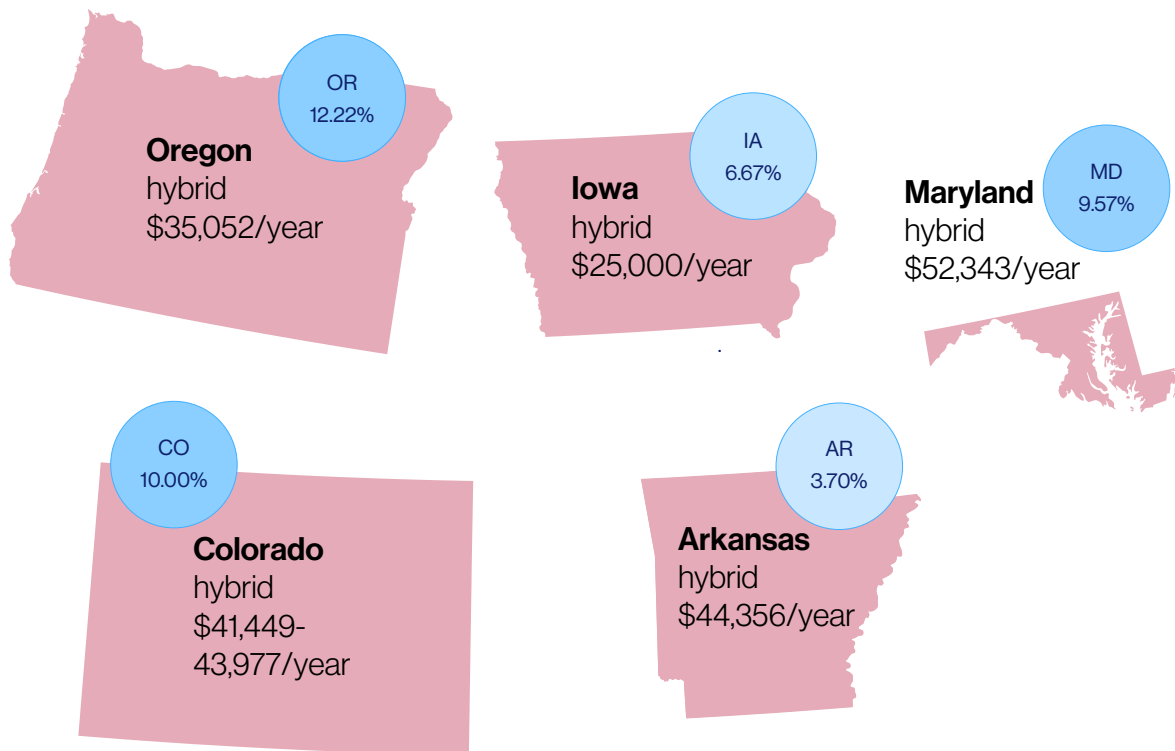 OR
12.22%
Oregon
hybrid
$35,052/year
IA
6.67%
Iowa
hybrid
$25,000/year
MD
9.57%
Maryland
hybrid
$52,343/year
.
CO
10.00%
Colorado
hybrid
$41,449-
43,977/year
AR
3.70%
Arkansas
hybrid
$44,356/year